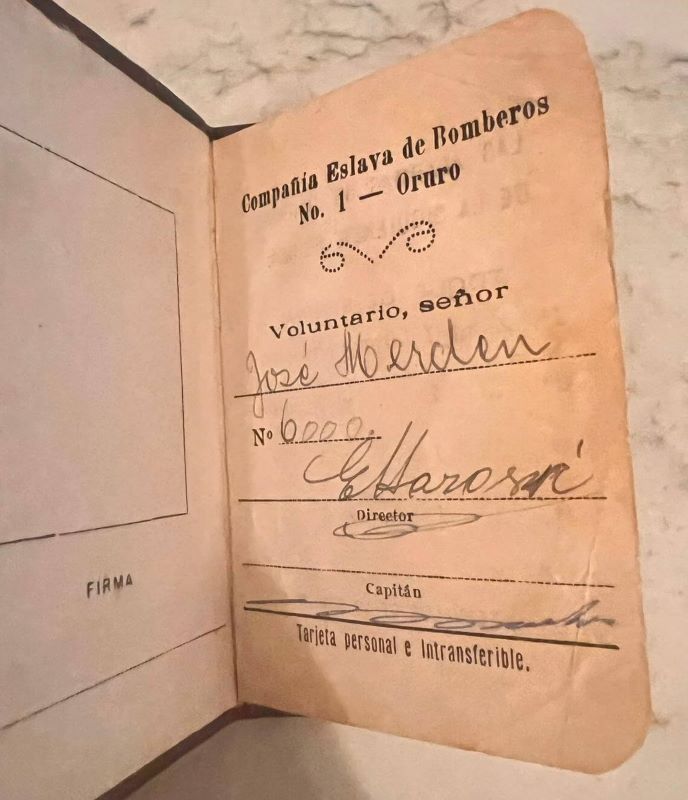 Compañía Eslava de Bomberos
No. 1 — Oruro
Voluntario, señor
José Merden
Nº 6000.
Director
Capitán
Tarjeta personal e Intransferible.
FIRMA